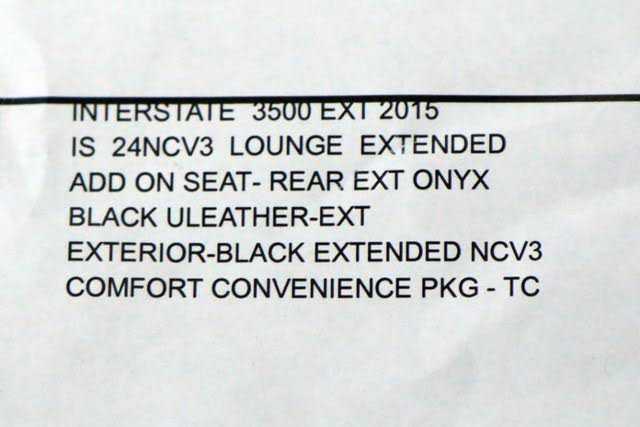 INTERSTATE 3500 EXT 2015
IS 24NCV3 LOUNGE EXTENDED
ADD ON SEAT- REAR EXT ONYX
BLACK ULEATHER-EXT
EXTERIOR-BLACK EXTENDED NCV3
COMFORT CONVENIENCE PKG - TC